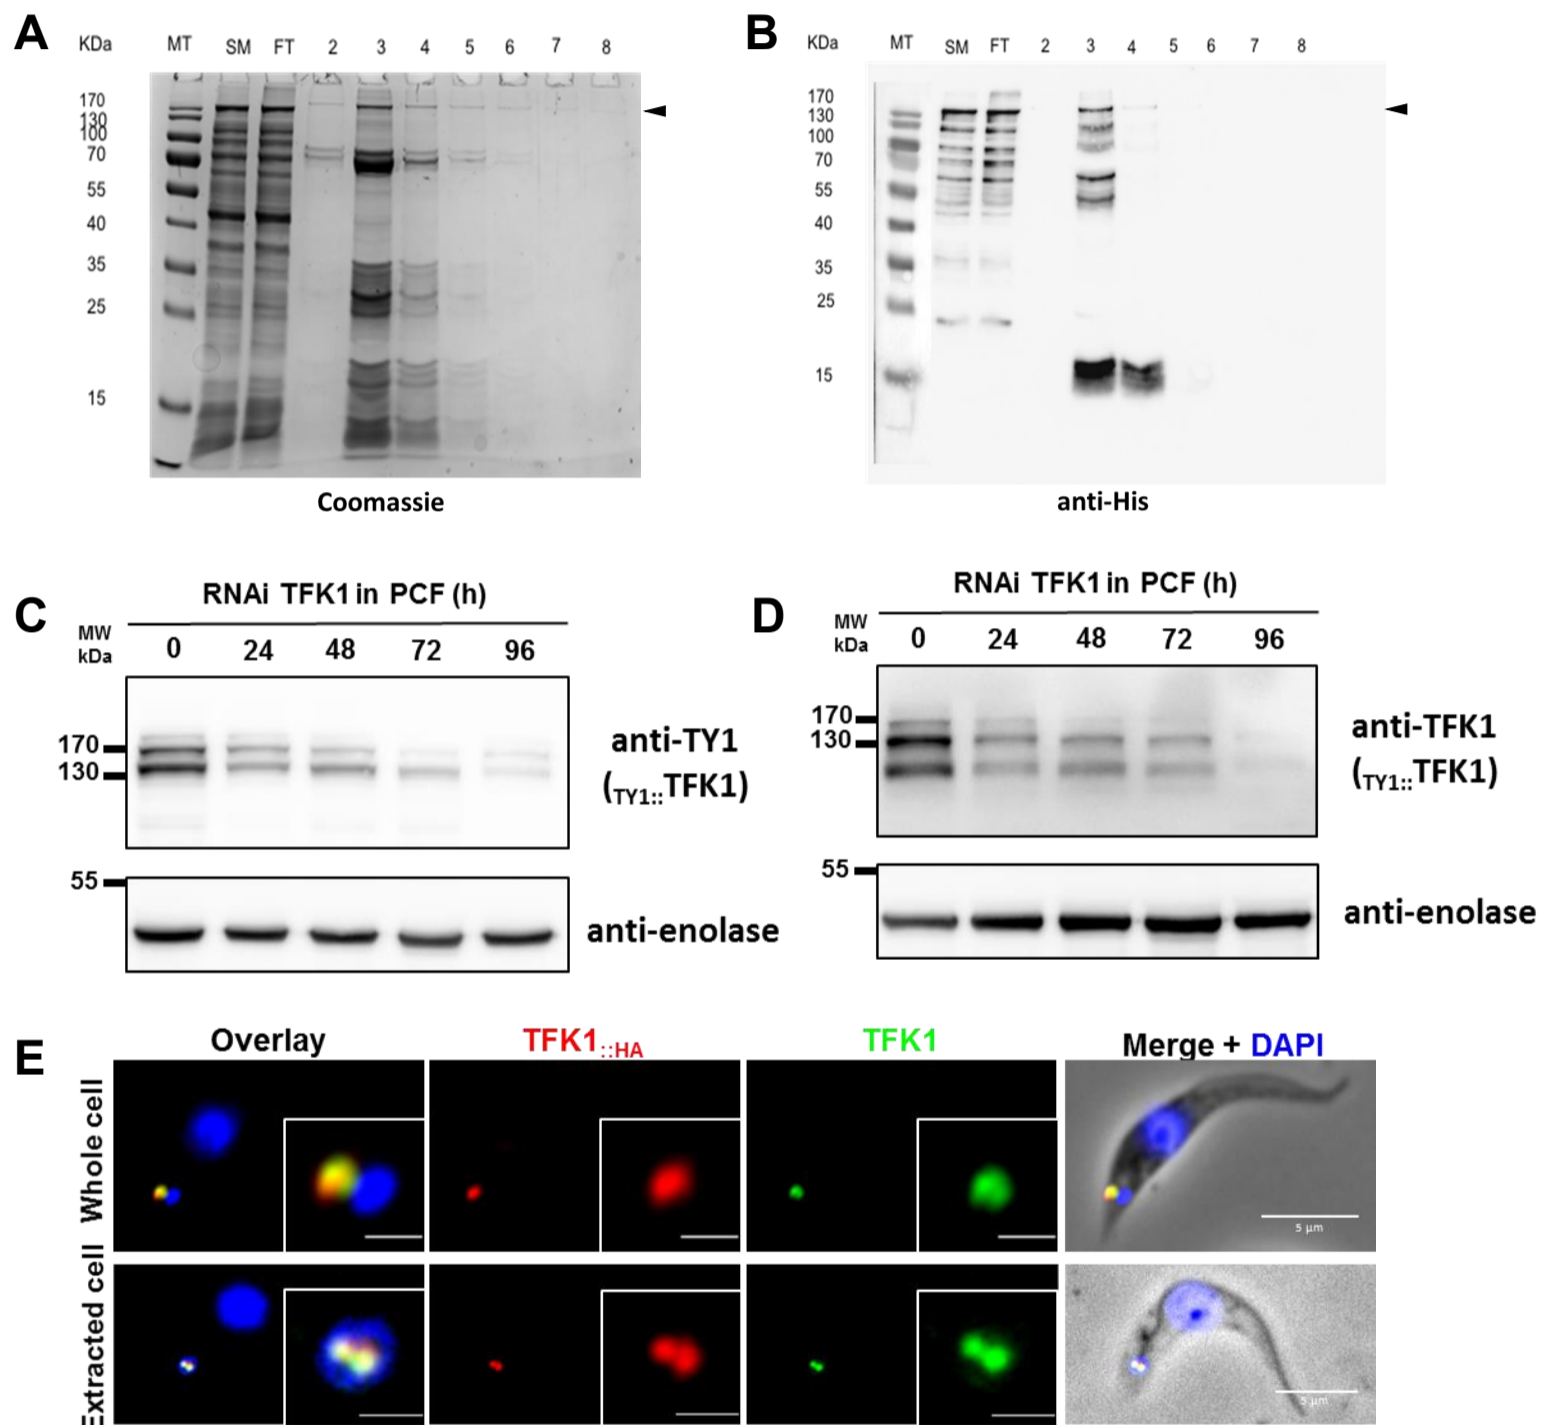 A
KDa MT SM FT 2 3 4 5 6 7 8
170
130
100
70
55
40
35
25
15
Coomassie
B
KDa MT SM FT 2 3 4 5 6 7 8
170
130
100
70
55
40
35
25
15
anti-His
C
RNAi TFK1 in PCF (h)
MW
kDa
0 24 48 72 96
170
130
anti-TY1
(TY1::TFK1)
55
anti-enolase
D
RNAi TFK1 in PCF (h)
MW
kDa
0 24 48 72 96
170
130
anti-TFK1
(TY1::TFK1)
55
anti-enolase
E
Overlay TFK1::HA TFK1 Merge + DAPI
Whole cell
5 µm
Extracted cell
5 µm